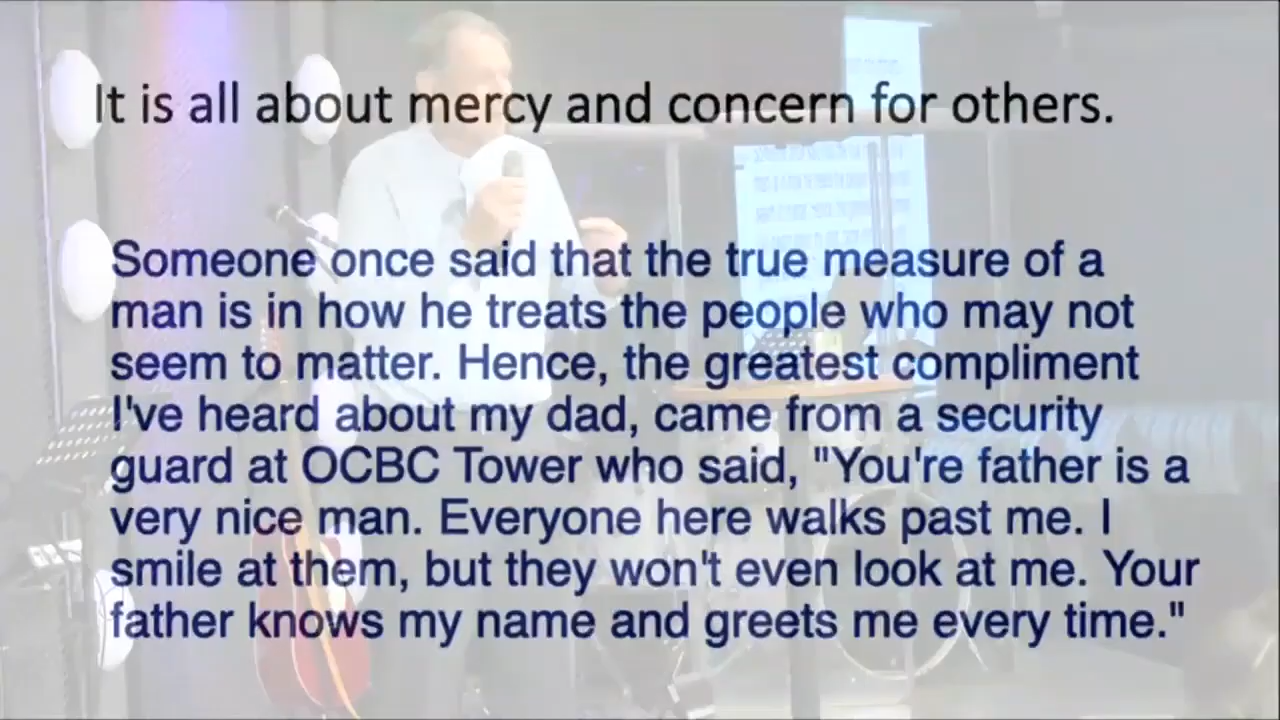 It is all about mercy and concern for others.
Someone once said that the true measure of a
man is in how he treats the people who may not
seem to matter. Hence, the greatest compliment
I've heard about my dad, came from a security
guard at OCBC Tower who said, "You're father is a
very nice man. Everyone here walks past me. I
smile at them, but they won't even look at me. Your
father knows my name and greets me every time."